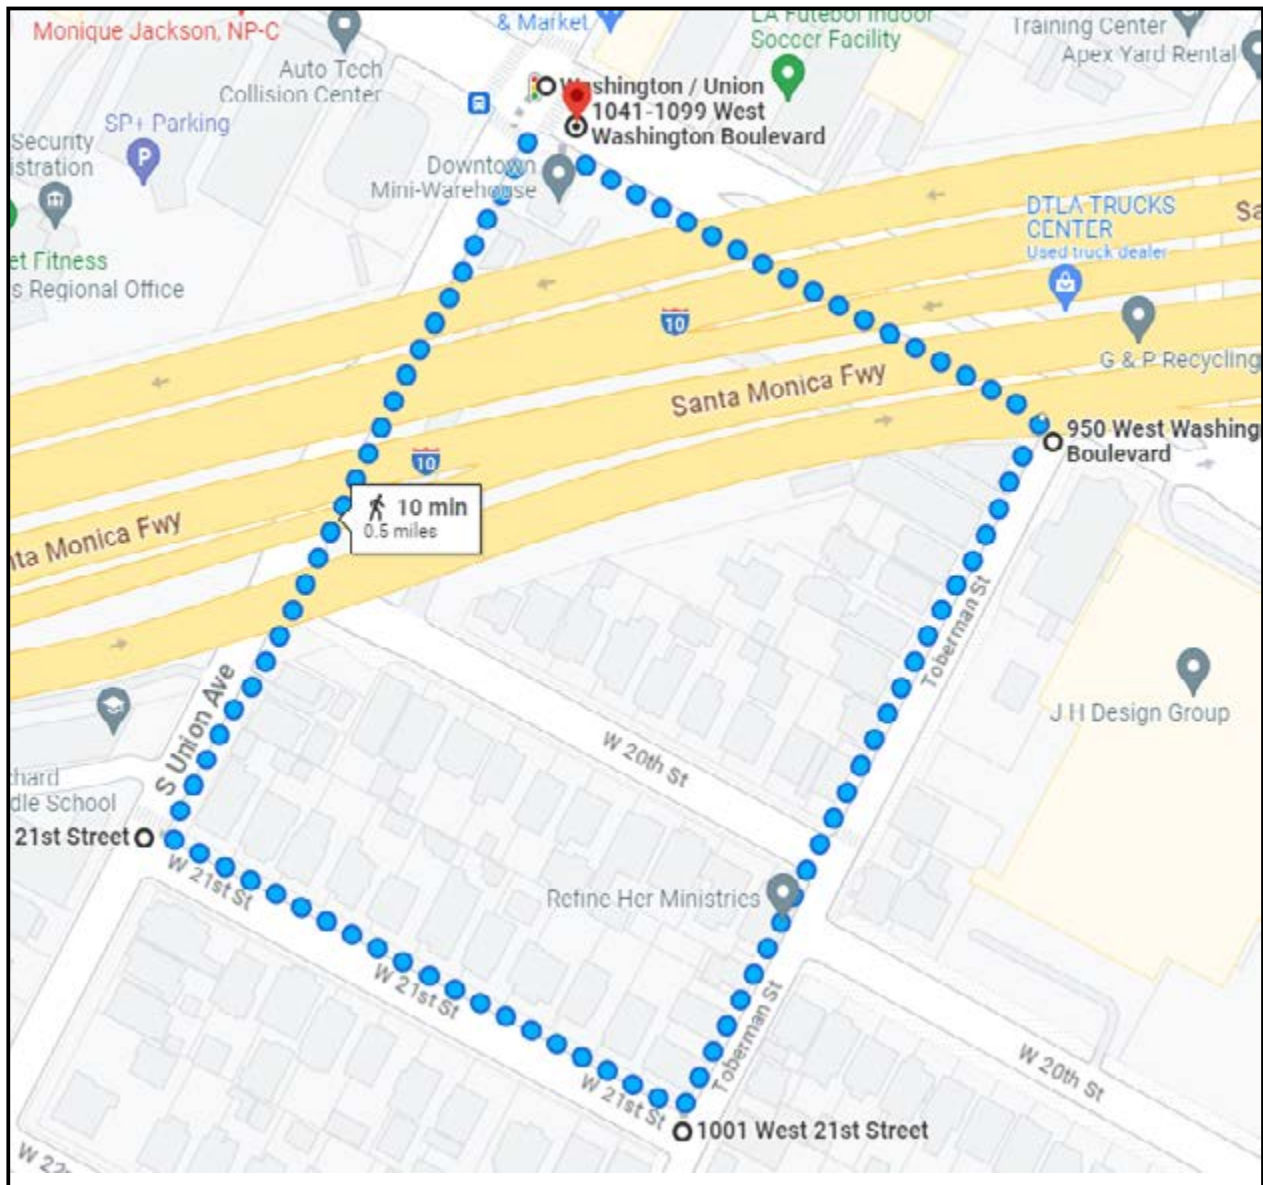 Monique Jackson, NP-C
& Market
LA Futebol Indoor
Soccer Facility
Training Center
Apex Yard Rental
Auto Tech
Collision Center
Washington / Union
1041-1099 West
Washington Boulevard
SP+ Parking
Security
istration
Downtown
Mini-Warehouse
DTLA TRUCKS
CENTER
Used truck dealer
Sa
et Fitness
s Regional Office
10
G & P Recycling
Santa Monica Fwy
950 West Washing
Boulevard
10
10 min
0.5 miles
nta Monica Fwy
Toberman St
S Union Ave
J H Design Group
W 20th St
hard
dle School
21st Street
W 21st St
Refine Her Ministries
W 21st St
Toberman St
W 20th St
W 21st St
1001 West 21st Street
W 22
P